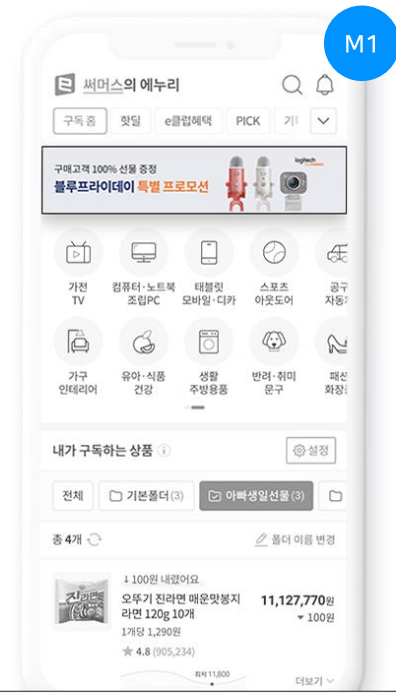 M1
써머스의 에누리
구독홈 핫딜 e클럽혜택 PICK
구매고객 100% 선물 증정
logitech
블루프라이데이 특별 프로모션
가전 컴퓨터·노트북 태블릿 스포츠 공구
TV 조립PC 모바일·디카 아웃도어 자동
가구 유아·식품 생활 반려·취미 패션
인테리어 건강 주방용품 문구 화장
내가 구독하는 상품 설정
전체 기본폴더(3) 아빠생일선물(3)
총 4개 폴더 이름 변경
↓100원 내렸어요
오뚜기 진라면 매운맛봉지 11,127,770원
라면 120g 10개 ▼ 100원
1개당 1,290원
진라면
★ 4.8 (905,234)
최저 11,800
더보기